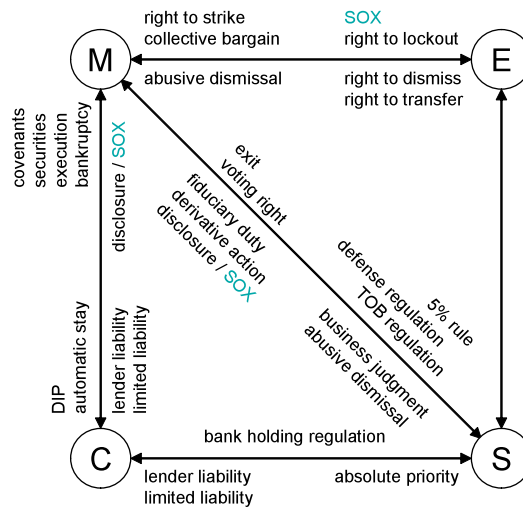 right to strike
collective bargain
SOX
right to lockout
M
E
abusive dismissal
right to dismiss
right to transfer
covenants
securities
execution
bankruptcy
disclosure / SOX
exit
voting right
fiduciary duty
derivative action
disclosure / SOX
5% rule
defense regulation
TOB regulation
business judgment
abusive dismissal
DIP
automatic stay
lender liability
limited liability
C
bank holding regulation
S
lender liability
limited liability
absolute priority